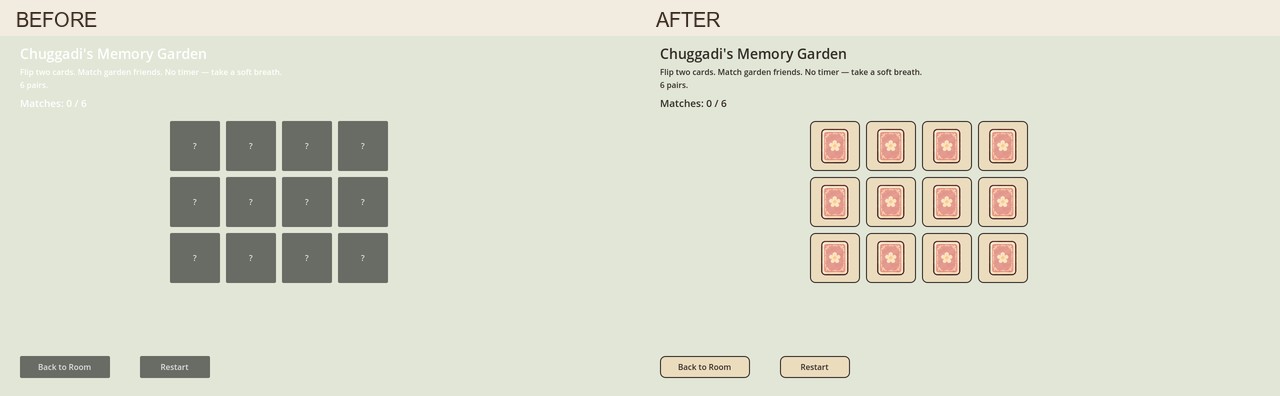 BEFORE
Chuggadi's Memory Garden
Flip two cards. Match garden friends. No timer — take a soft breath.
6 pairs.
Matches: 0 / 6
? ? ? ?
? ? ? ?
? ? ? ?
Back to Room Restart
AFTER
Chuggadi's Memory Garden
Flip two cards. Match garden friends. No timer — take a soft breath.
6 pairs.
Matches: 0 / 6
Back to Room Restart